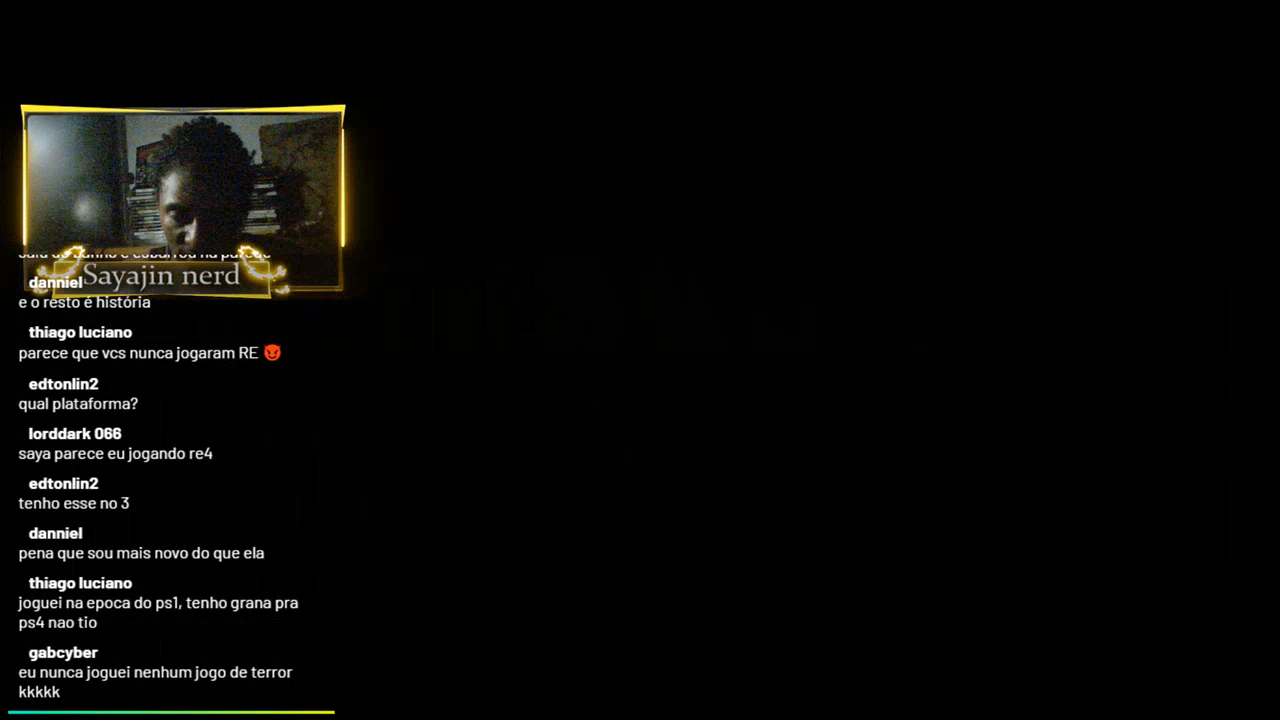 Sayajin nerd
danniel
e o resto é história
thiago luciano
parece que vcs nunca jogaram RE 😈
edtonlin2
qual plataforma?
lorddark 066
saya parece eu jogando re4
edtonlin2
tenho esse no 3
danniel
pena que sou mais novo do que ela
thiago luciano
joguei na epoca do ps1, tenho grana pra
ps4 nao tio
gabcyber
eu nunca joguei nenhum jogo de terror
kkkkk